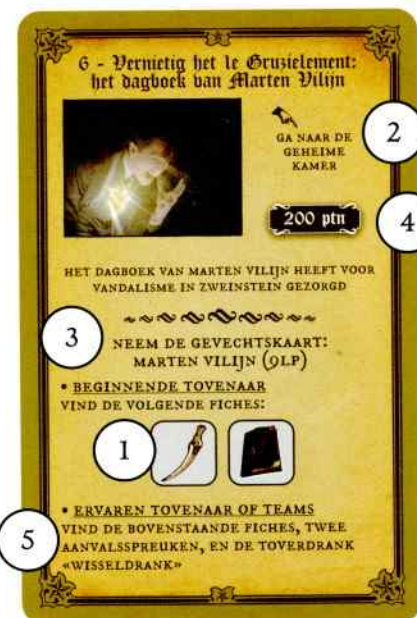 6 - Vernietig het 1e Gruzielement:
het dagboek van Marten Vilijn
GA NAAR DE
GEHEIME
KAMER
2
200 ptn
4
HET DAGBOEK VAN MARTEN VILIJN HEEFT VOOR
VANDALISME IN ZWEINSTEIN GEZORGD
3
NEEM DE GEVECHTSKAART:
MARTEN VILIJN (9LP)
• BEGINNENDE TOVENAAR
VIND DE VOLGENDE FICHES:
1
• ERVAREN TOVENAAR OF TEAMS
VIND DE BOVENSTAANDE FICHES, TWEE
AANVALSSPREUKEN, EN DE TOVERDRANK
«WISSELDRANK»
5